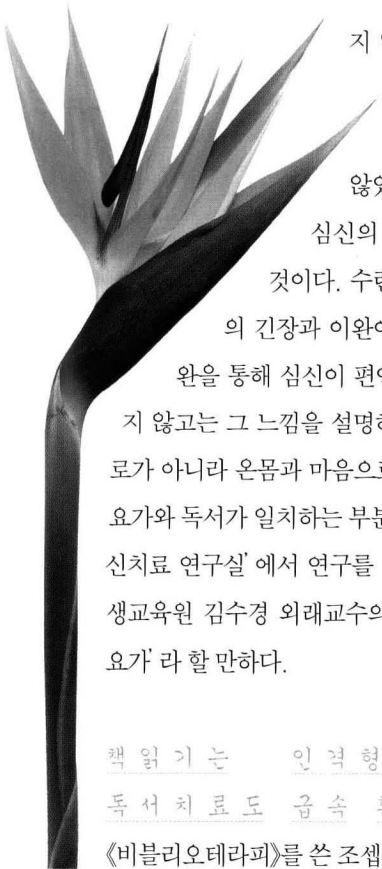 지
않았
심신의
것이다. 수련
의 긴장과 이완이
완을 통해 심신이 편안
지 않고는 그 느낌을 설명하
로가 아니라 온몸과 마음으로
요가와 독서가 일치하는 부분
신치료 연구실’에서 연구를
생교육원 김수경 외래교수의
요가’라 할 만하다.
책읽기는 인격형
독서치료도 급속
《비블리오테라피》를 쓴 조셉